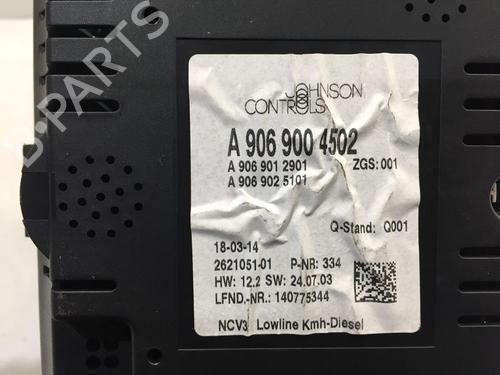 B-PARTS
JOHNSON
CONTROLS
A 906 900 4502
A 906 901 2901 ZGS: 001
A 906 902 5101
Q-Stand: Q001
18-03-14
2621051-01 P-NR: 334
HW: 12.2 SW: 24.07.03
LFND.-NR.: 140775344
NCV3 Lowline Kmh-Diesel